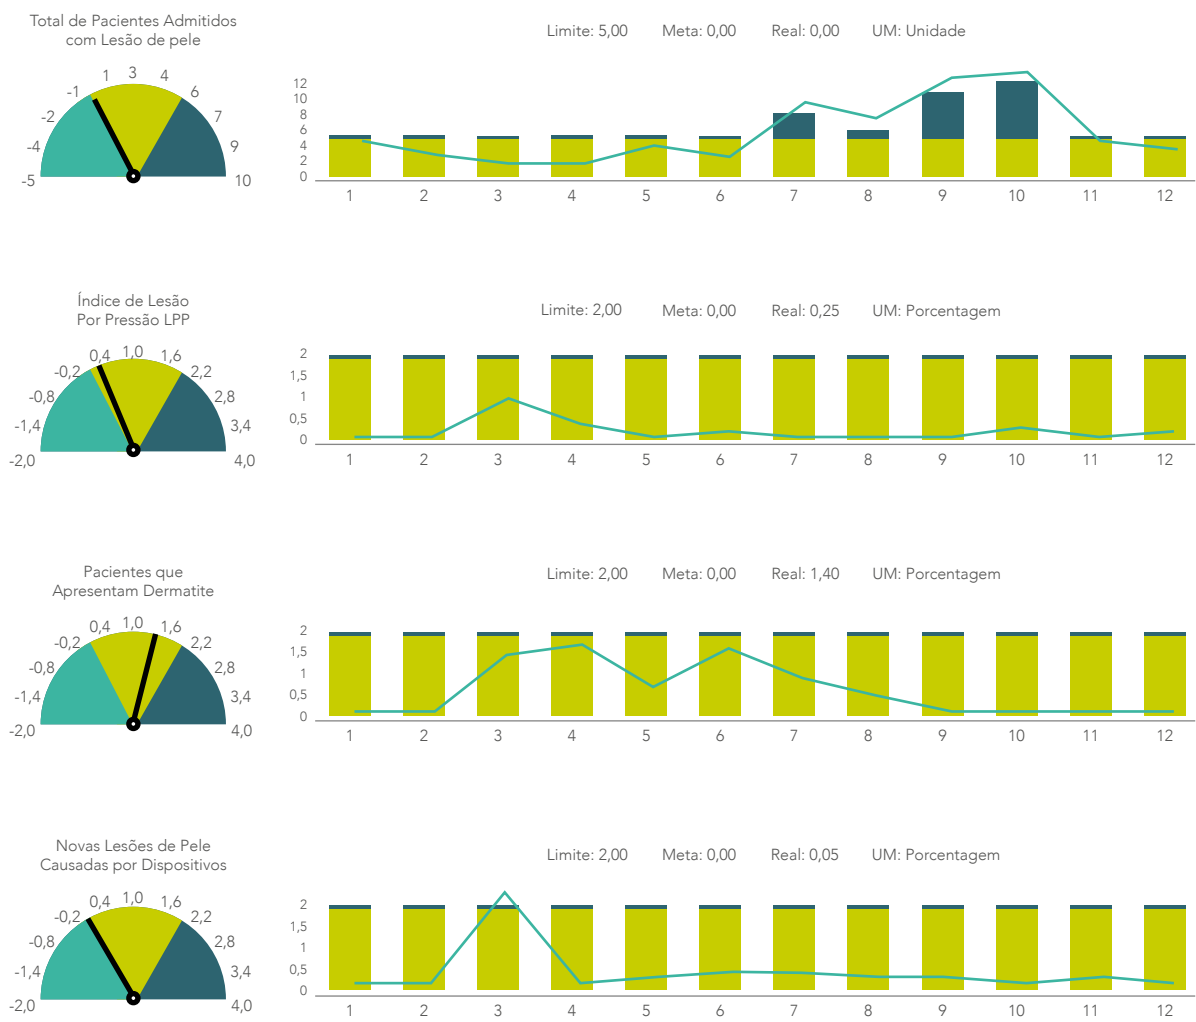 Total de Pacientes Admitidos
com Lesão de pele
Limite: 5,00 Meta: 0,00 Real: 0,00 UM: Unidade
-5 -4 -2 -1 1 3 4 6 7 9 10
12
10
8
6
4
2
0
1 2 3 4 5 6 7 8 9 10 11 12
Índice de Lesão
Por Pressão LPP
Limite: 2,00 Meta: 0,00 Real: 0,25 UM: Porcentagem
-2,0 -1,4 -0,8 -0,2 0,4 1,0 1,6 2,2 2,8 3,4 4,0
2
1,5
1
0,5
0
1 2 3 4 5 6 7 8 9 10 11 12
Pacientes que
Apresentam Dermatite
Limite: 2,00 Meta: 0,00 Real: 1,40 UM: Porcentagem
-2,0 -1,4 -0,8 -0,2 0,4 1,0 1,6 2,2 2,8 3,4 4,0
2
1,5
1
0,5
0
1 2 3 4 5 6 7 8 9 10 11 12
Novas Lesões de Pele
Causadas por Dispositivos
Limite: 2,00 Meta: 0,00 Real: 0,05 UM: Porcentagem
-2,0 -1,4 -0,8 -0,2 0,4 1,0 1,6 2,2 2,8 3,4 4,0
2
1,5
1
0,5
0
1 2 3 4 5 6 7 8 9 10 11 12